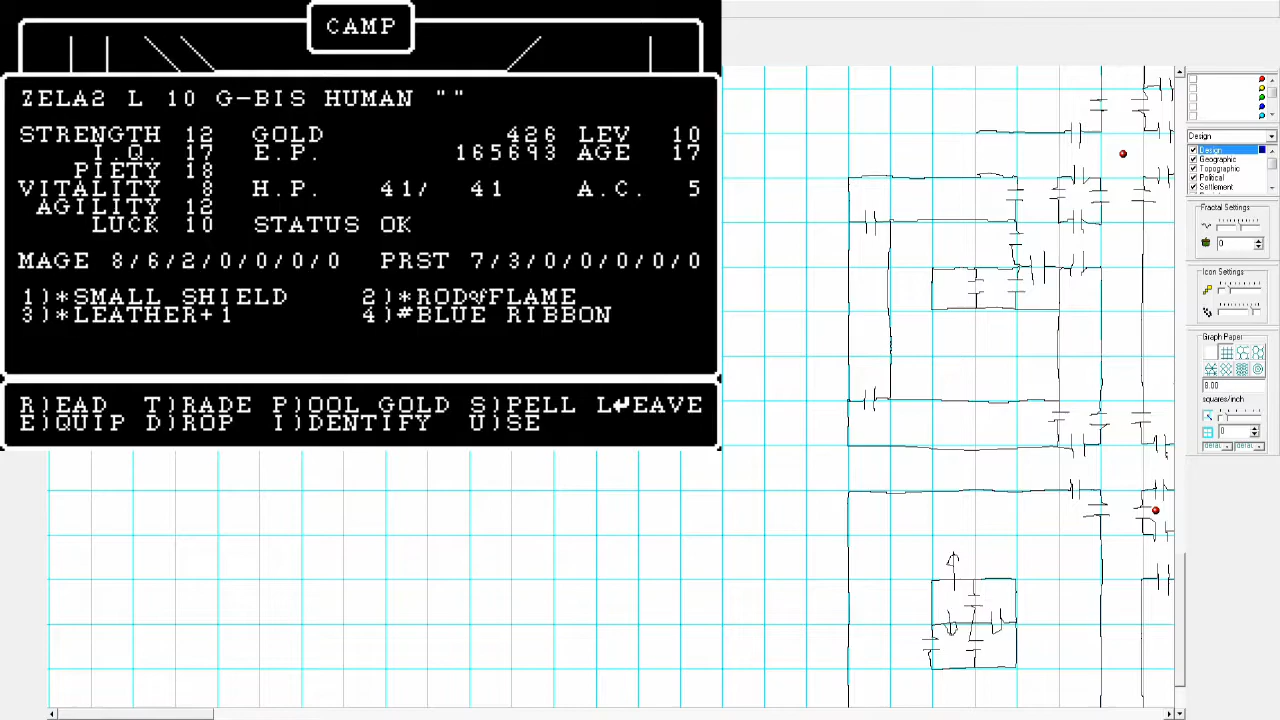 CAMP
ZELA2 L 10 G-BIS HUMAN ""
STRENGTH 12 GOLD 426 LEV 10
I.Q. 17 E.P. 165693 AGE 17
PIETY 18
VITALITY 8 H.P. 41/ 41 A.C. 5
AGILITY 12
LUCK 10 STATUS OK
MAGE 8/6/2/0/0/0/0 PRST 7/3/0/0/0/0/0
1)*SMALL SHIELD 2)*ROD FLAME
3)*LEATHER+1 4)#BLUE RIBBON
R)EAD T)RADE P)OOL GOLD S)PELL L↵EAVE
E)QUIP D)ROP I)DENTIFY U)SE
Design
Design
Geographic
Topographic
Political
Settlement
Fractal Settings
0
Icon Settings
Graph Paper
8.00
squares/inch
0